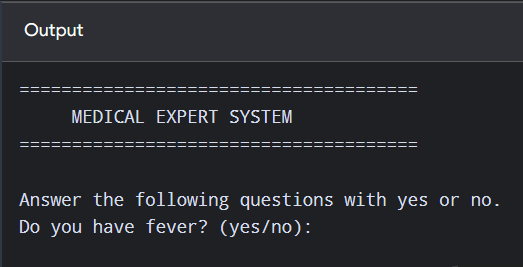 Output
======================================
MEDICAL EXPERT SYSTEM
======================================
Answer the following questions with yes or no.
Do you have fever? (yes/no):